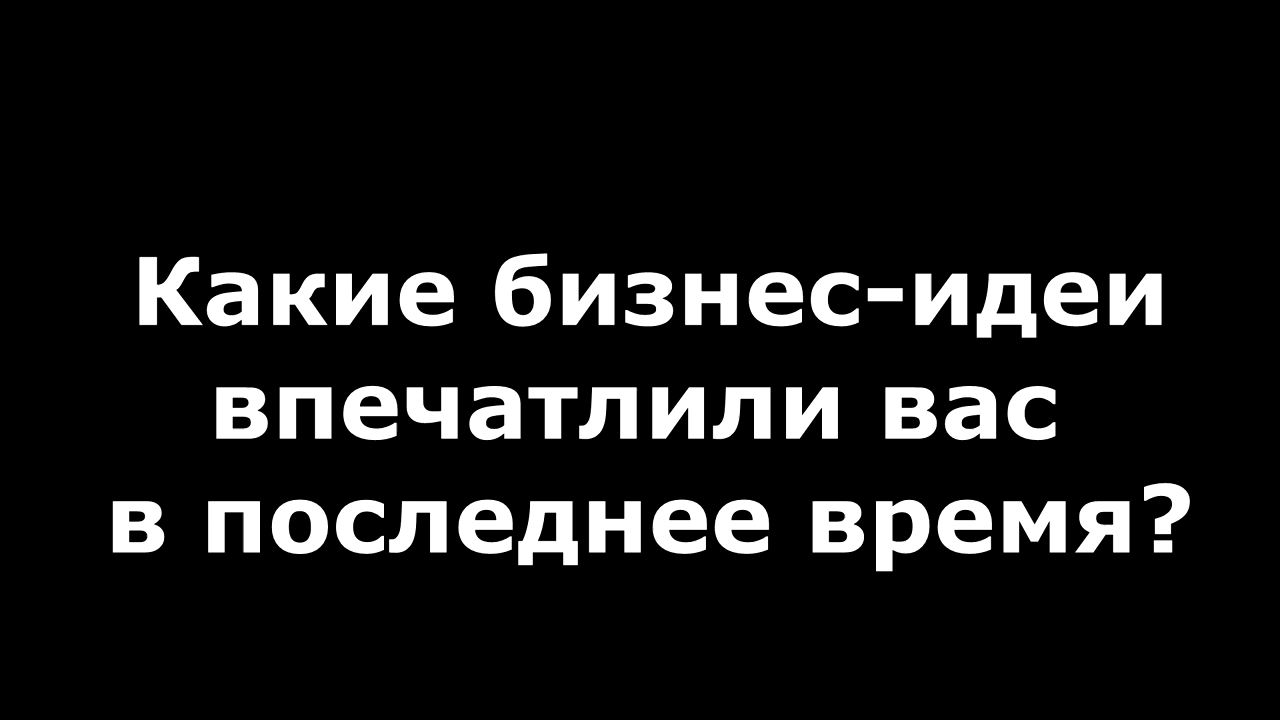 Какие бизнес-идеи
впечатлили вас
в последнее время?